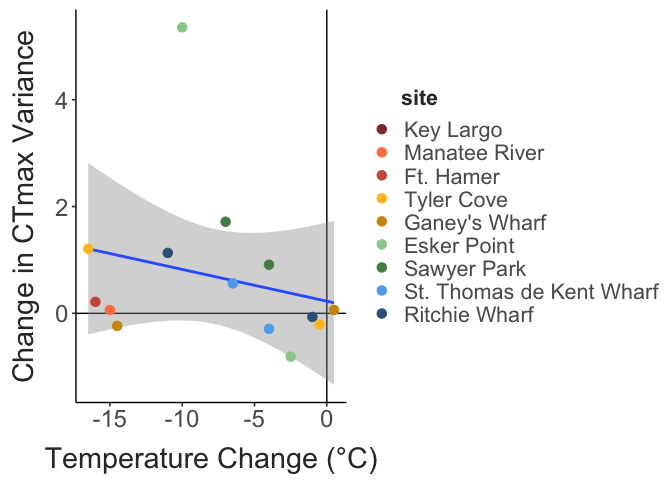 Change in CTmax Variance
4
2
0
-15
-10
-5
0
Temperature Change (°C)
site
Key Largo
Manatee River
Ft. Hamer
Tyler Cove
Ganey's Wharf
Esker Point
Sawyer Park
St. Thomas de Kent Wharf
Ritchie Wharf